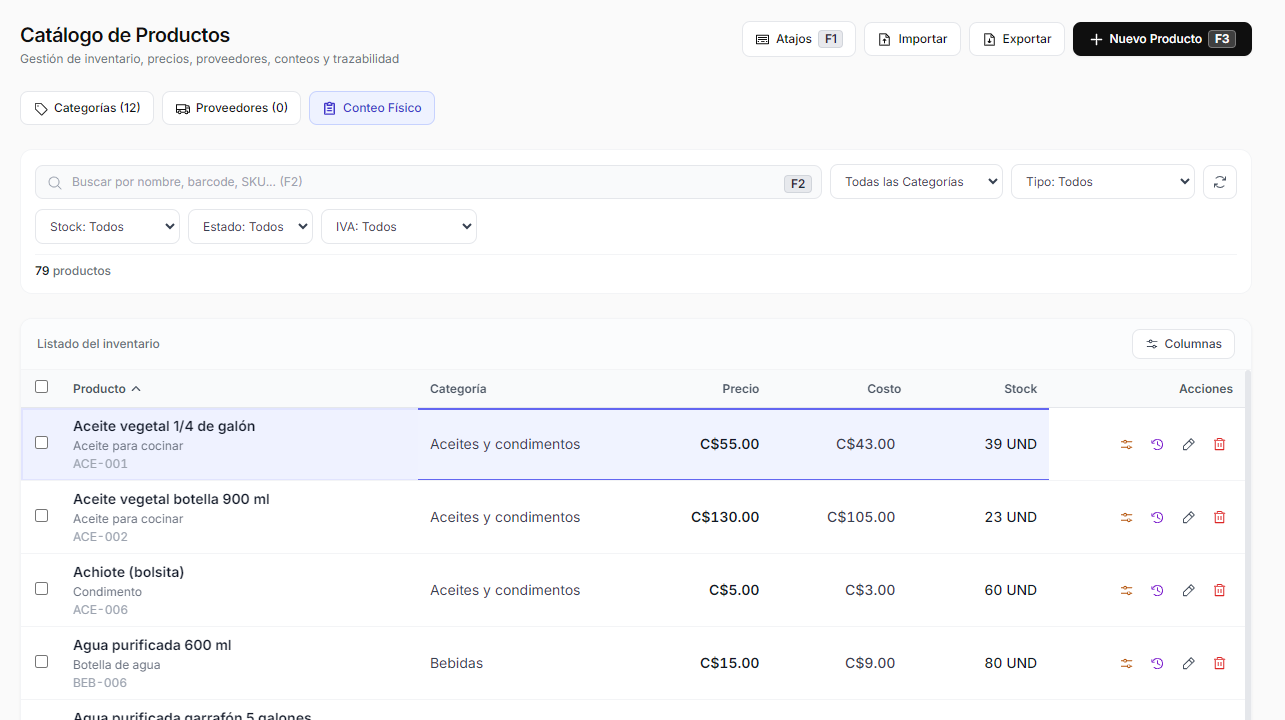 Catálogo de Productos
Gestión de inventario, precios, proveedores, conteos y trazabilidad
Atajos F1
Importar
Exportar
Nuevo Producto F3
Categorías (12)
Proveedores (0)
Conteo Físico
Buscar por nombre, barcode, SKU... (F2) F2
Todas las Categorías
Tipo: Todos
Stock: Todos
Estado: Todos
IVA: Todos
79 productos
Listado del inventario
Columnas
Producto Categoría Precio Costo Stock Acciones
Aceite vegetal 1/4 de galón
Aceite para cocinar
ACE-001
Aceites y condimentos C$55.00 C$43.00 39 UND
Aceite vegetal botella 900 ml
Aceite para cocinar
ACE-002
Aceites y condimentos C$130.00 C$105.00 23 UND
Achiote (bolsita)
Condimento
ACE-006
Aceites y condimentos C$5.00 C$3.00 60 UND
Agua purificada 600 ml
Botella de agua
BEB-006
Bebidas C$15.00 C$9.00 80 UND
Agua purificada garrafón 5 galones